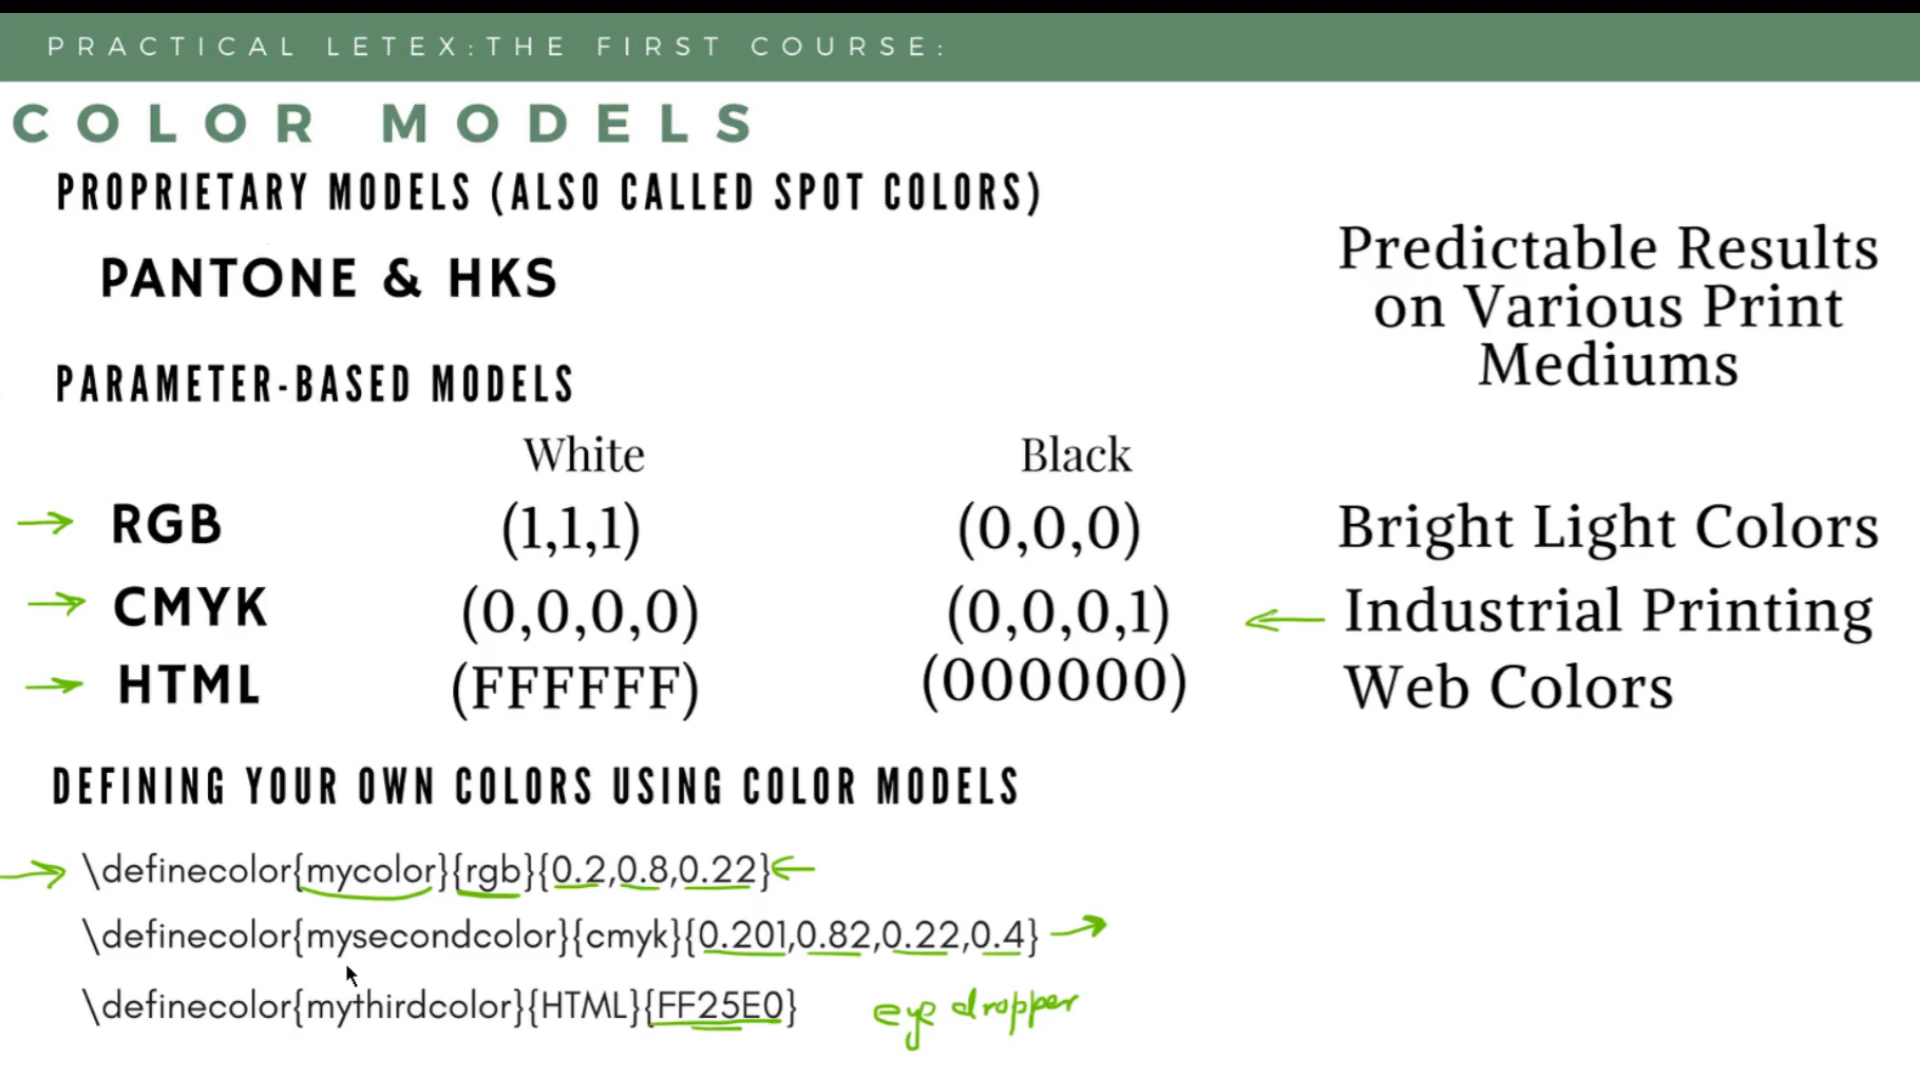 PRACTICAL LETEX:THE FIRST COURSE:
COLOR MODELS
PROPRIETARY MODELS (ALSO CALLED SPOT COLORS)
PANTONE & HKS
Predictable Results
on Various Print
Mediums
PARAMETER-BASED MODELS
White Black
RGB (1,1,1) (0,0,0) Bright Light Colors
CMYK (0,0,0,0) (0,0,0,1) Industrial Printing
HTML (FFFFFF) (000000) Web Colors
DEFINING YOUR OWN COLORS USING COLOR MODELS
\definecolor{mycolor}{rgb}{0.2,0.8,0.22}
\definecolor{mysecondcolor}{cmyk}{0.201,0.82,0.22,0.4}
\definecolor{mythirdcolor}{HTML}{FF25E0} eye dropper